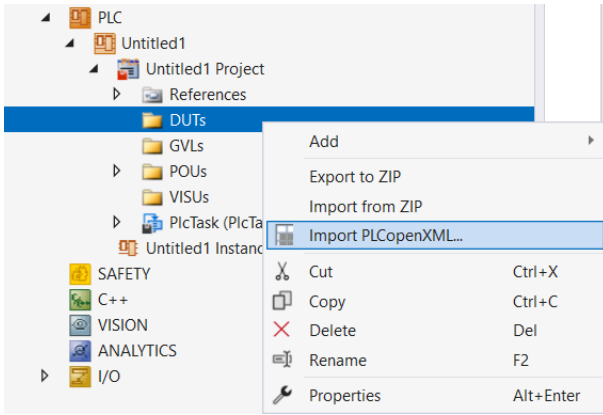 PLC
Untitled1
Untitled1 Project
References
DUTs
GVLs
POUs
VISUs
PlcTask (PlcTa
Untitled1 Instanc
SAFETY
C++
VISION
ANALYTICS
I/O
Add
Export to ZIP
Import from ZIP
Import PLCopenXML...
Cut Ctrl+X
Copy Ctrl+C
Delete Del
Rename F2
Properties Alt+Enter